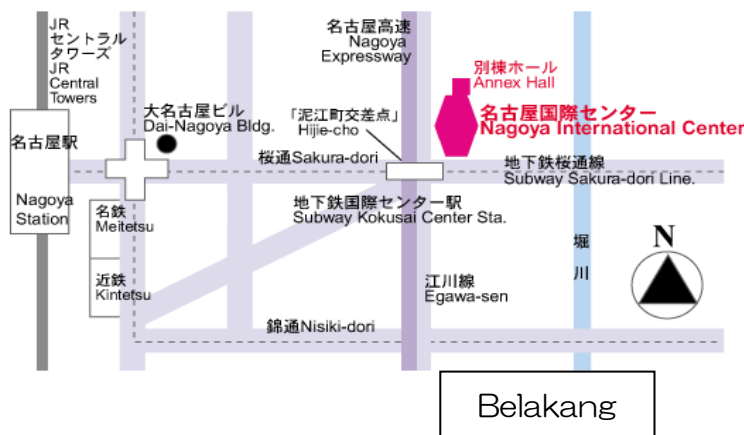 JR
セントラル
タワーズ
JR
Central
Towers
名古屋高速
Nagoya
Expressway
別棟ホール
Annex Hall
名古屋国際センター
Nagoya International Center
大名古屋ビル
Dai-Nagoya Bldg.
「泥江町交差点」
Hijie-cho
名古屋駅
Nagoya
Station
桜通Sakura-dori
地下鉄桜通線
Subway Sakura-dori Line.
名鉄
Meitetsu
地下鉄国際センター駅
Subway Kokusai Center Sta.
堀
川
N
近鉄
Kintetsu
江川線
Egawa-sen
錦通Nisiki-dori
Belakang